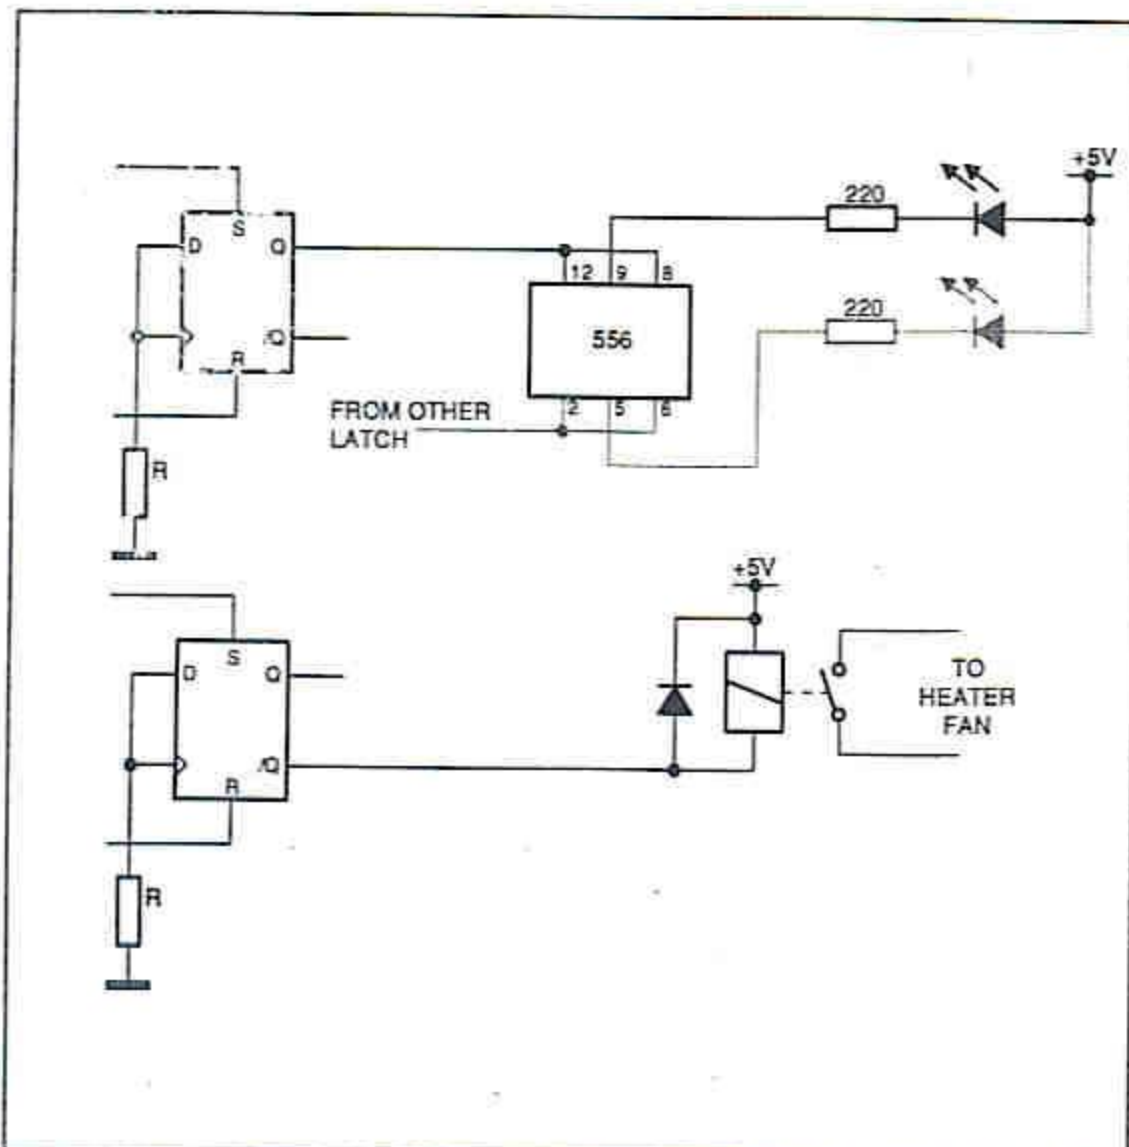 +5V
220
S
D
Q
12
9
8
220
556
/Q
R
2
5
6
FROM OTHER
LATCH
R
+5V
S
D
Q
TO
HEATER
FAN
/Q
R
R